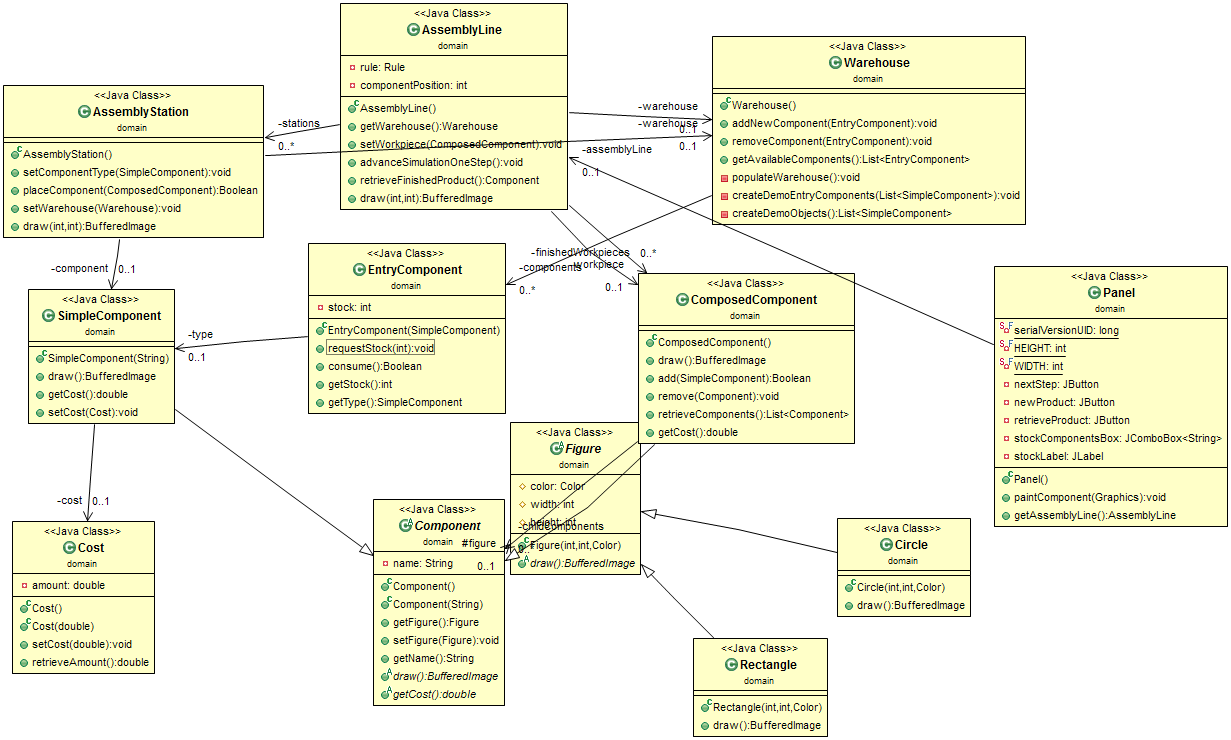 <<Java Class>>
AssemblyLine
domain
rule: Rule
componentPosition: int
AssemblyLine()
getWarehouse():Warehouse
setWorkpiece(ComposedComponent):void
advanceSimulationOneStep():void
retrieveFinishedProduct():Component
draw(int,int):BufferedImage
<<Java Class>>
Warehouse
domain
Warehouse()
addNewComponent(EntryComponent):void
removeComponent(EntryComponent):void
getAvailableComponents():List<EntryComponent>
populateWarehouse():void
createDemoEntryComponents(List<SimpleComponent>):void
createDemoObjects():List<SimpleComponent>
<<Java Class>>
AssemblyStation
domain
AssemblyStation()
setComponentType(SimpleComponent):void
placeComponent(ComposedComponent):Boolean
setWarehouse(Warehouse):void
draw(int,int):BufferedImage
-stations
0..*
-warehouse
0..1
-warehouse
0..1
-assemblyLine
0..1
-component
0..1
-finishedWorkpieces
0..*
-components
0..*
-workpiece
0..1
<<Java Class>>
EntryComponent
domain
stock: int
EntryComponent(SimpleComponent)
requestStock(int):void
consume():Boolean
getStock():int
getType():SimpleComponent
<<Java Class>>
ComposedComponent
domain
ComposedComponent()
draw():BufferedImage
add(SimpleComponent):Boolean
remove(Component):void
retrieveComponents():List<Component>
getCost():double
<<Java Class>>
Panel
domain
serialVersionUID: long
HEIGHT: int
WIDTH: int
nextStep: JButton
newProduct: JButton
retrieveProduct: JButton
stockComponentsBox: JComboBox<String>
stockLabel: JLabel
Panel()
paintComponent(Graphics):void
getAssemblyLine():AssemblyLine
<<Java Class>>
SimpleComponent
domain
SimpleComponent(String)
draw():BufferedImage
getCost():double
setCost(Cost):void
-type
0..1
-cost
0..1
<<Java Class>>
Figure
domain
color: Color
width: int
height: int
Figure(int,int,Color)
draw():BufferedImage
-childComponents
#figure
0..1
<<Java Class>>
Component
domain
name: String
Component()
Component(String)
getFigure():Figure
setFigure(Figure):void
getName():String
draw():BufferedImage
getCost():double
<<Java Class>>
Cost
domain
amount: double
Cost()
Cost(double)
setCost(double):void
retrieveAmount():double
<<Java Class>>
Circle
domain
Circle(int,int,Color)
draw():BufferedImage
<<Java Class>>
Rectangle
domain
Rectangle(int,int,Color)
draw():BufferedImage